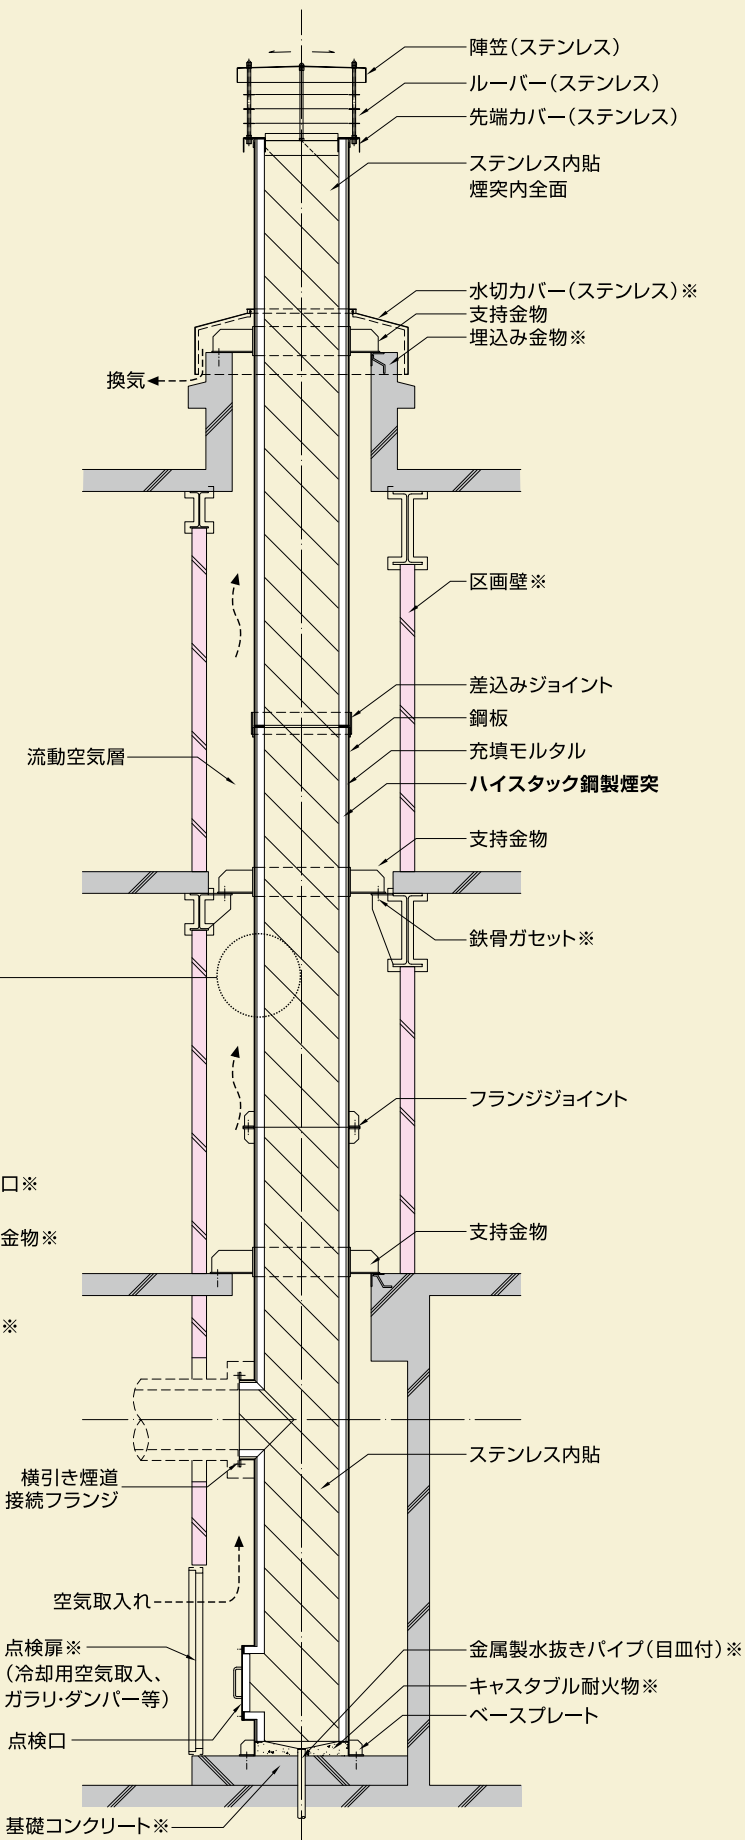 陣笠（ステンレス）
ルーバー（ステンレス）
先端カバー（ステンレス）
ステンレス内貼
煙突内全面
水切カバー（ステンレス）※
支持金物
埋込み金物※
換気
区画壁※
差込みジョイント
鋼板
流動空気層
充填モルタル
ハイスタック鋼製煙突
支持金物
鉄骨ガセット※
フランジジョイント
口※
金物※
支持金物
※
ステンレス内貼
横引き煙道
接続フランジ
空気取入れ
点検扉※
（冷却用空気取入、
ガラリ・ダンパー等）
点検口
金属製水抜きパイプ（目皿付）※
キャスタブル耐火物※
ベースプレート
基礎コンクリート※